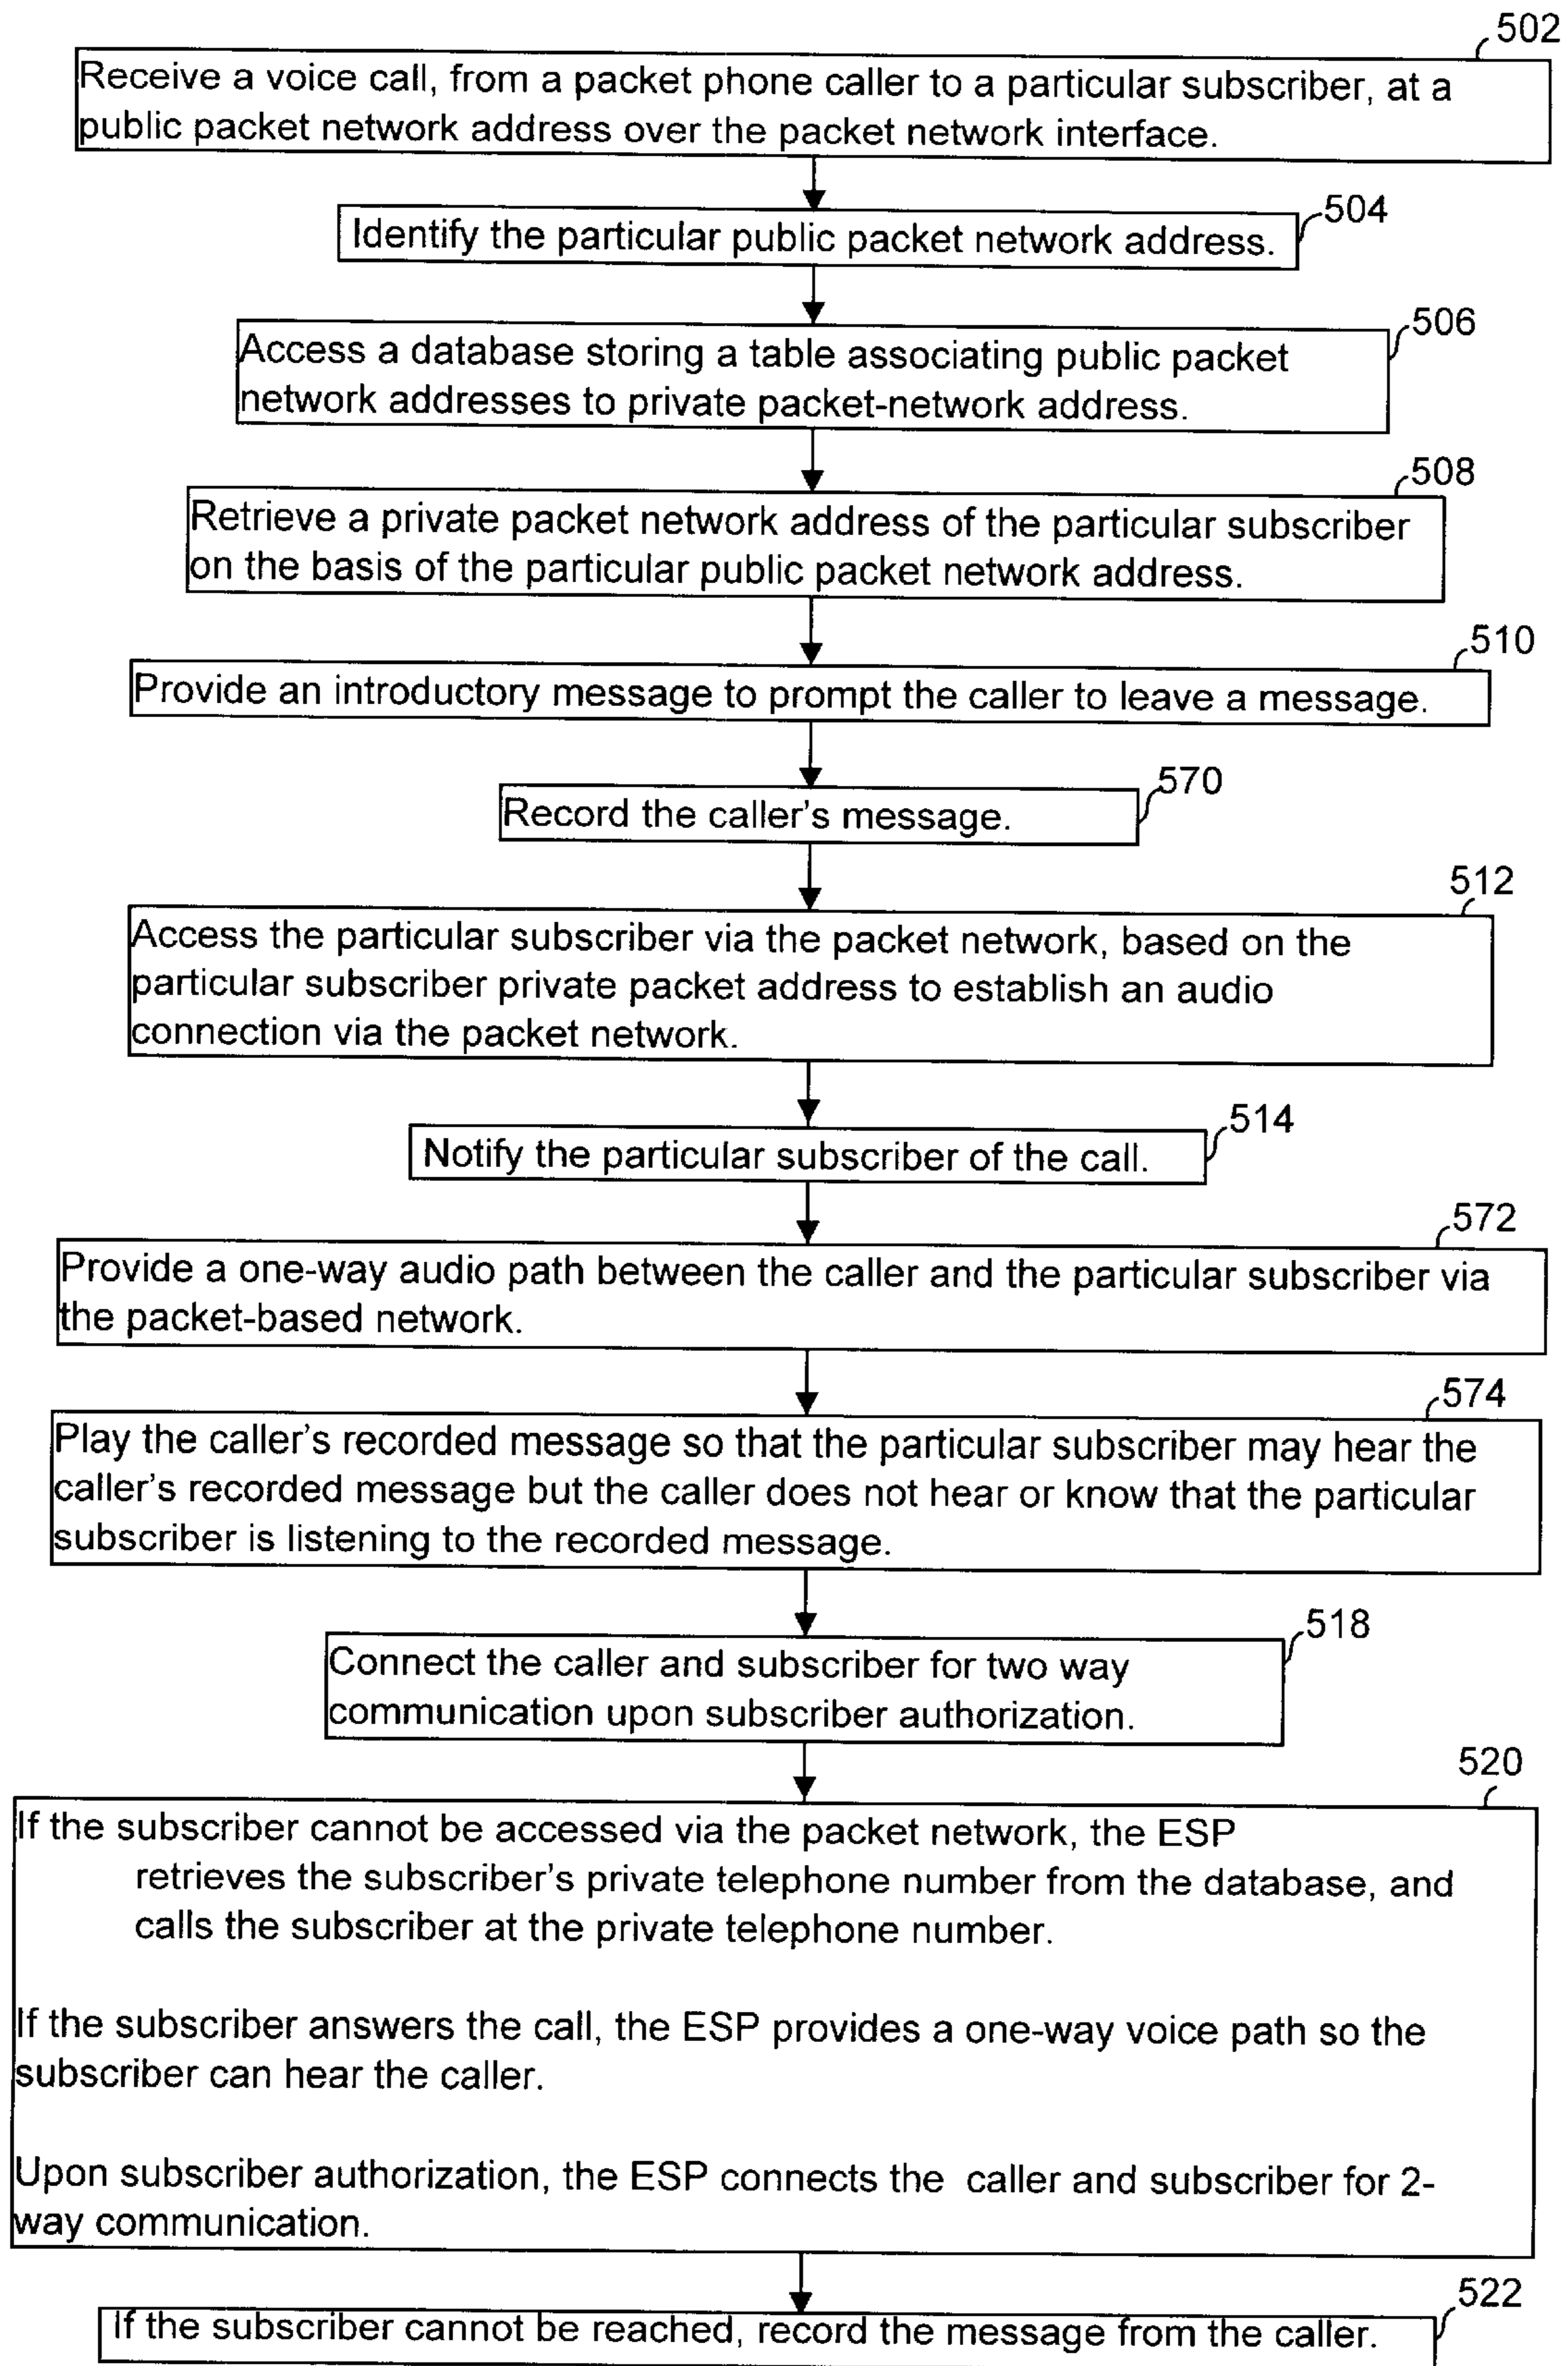 502
Receive a voice call, from a packet phone caller to a particular subscriber, at a
public packet network address over the packet network interface.
504
Identify the particular public packet network address.
506
Access a database storing a table associating public packet
network addresses to private packet-network address.
508
Retrieve a private packet network address of the particular subscriber
on the basis of the particular public packet network address.
510
Provide an introductory message to prompt the caller to leave a message.
570
Record the caller's message.
512
Access the particular subscriber via the packet network, based on the
particular subscriber private packet address to establish an audio
connection via the packet network.
514
Notify the particular subscriber of the call.
572
Provide a one-way audio path between the caller and the particular subscriber via
the packet-based network.
574
Play the caller's recorded message so that the particular subscriber may hear the
caller's recorded message but the caller does not hear or know that the particular
subscriber is listening to the recorded message.
518
Connect the caller and subscriber for two way
communication upon subscriber authorization.
520
If the subscriber cannot be accessed via the packet network, the ESP
retrieves the subscriber's private telephone number from the database, and
calls the subscriber at the private telephone number.
If the subscriber answers the call, the ESP provides a one-way voice path so the
subscriber can hear the caller.
Upon subscriber authorization, the ESP connects the caller and subscriber for 2-
way communication.
522
If the subscriber cannot be reached, record the message from the caller.